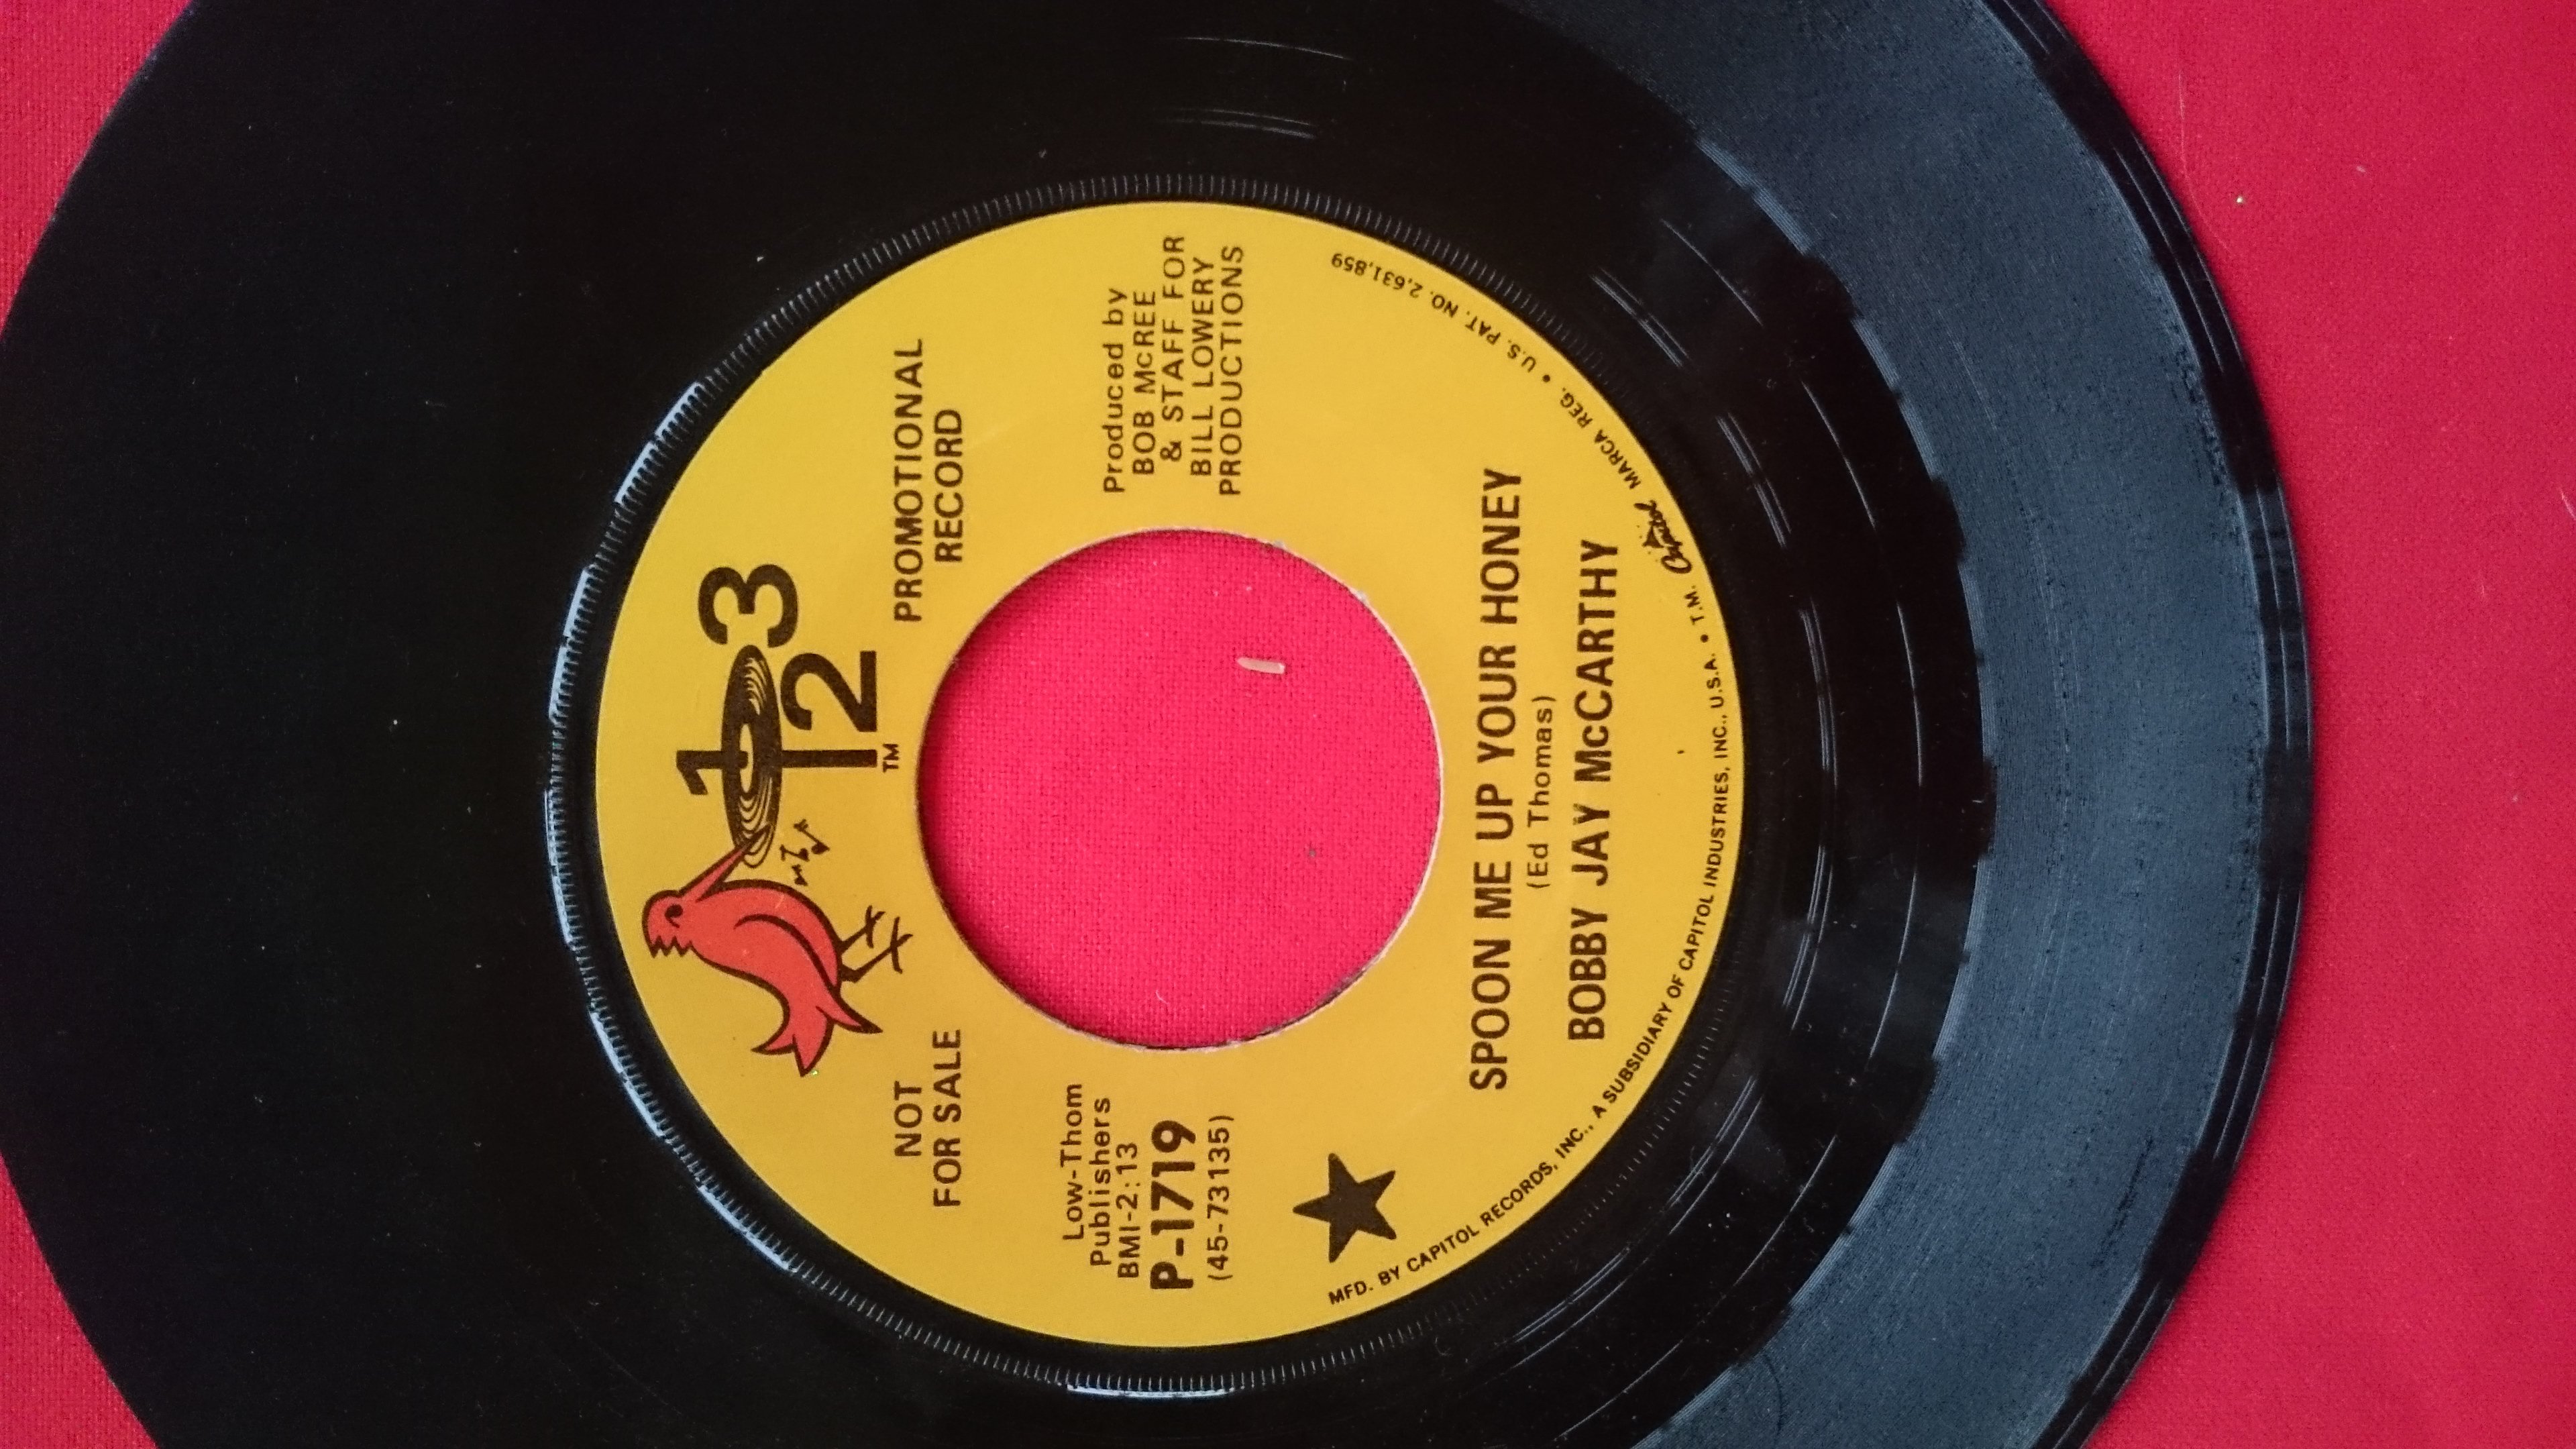 1 2 3
TM
NOT
FOR SALE
PROMOTIONAL
RECORD
Low-Thom
Publishers
BMI-2:13
P-1719
(45-73135)
Produced by
BOB McREE
& STAFF FOR
BILL LOWERY
PRODUCTIONS
SPOON ME UP YOUR HONEY
(Ed Thomas)
BOBBY JAY McCARTHY
MFD. BY CAPITOL RECORDS, INC., A SUBSIDIARY OF CAPITOL INDUSTRIES, INC., U.S.A. • T.M. Capitol MARCA REG. • U.S. PAT. NO. 2,631,859